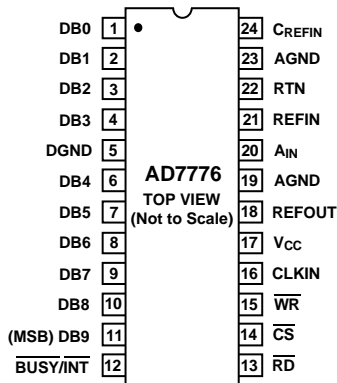 DB0 1 24 CREFIN
DB1 2 23 AGND
DB2 3 22 RTN
DB3 4 21 REFIN
DGND 5 20 AIN
DB4 6 19 AGND
DB5 7 18 REFOUT
DB6 8 17 VCC
DB7 9 16 CLKIN
DB8 10 15 WR
(MSB) DB9 11 14 CS
BUSY/INT 12 13 RD
AD7776
TOP VIEW
(Not to Scale)